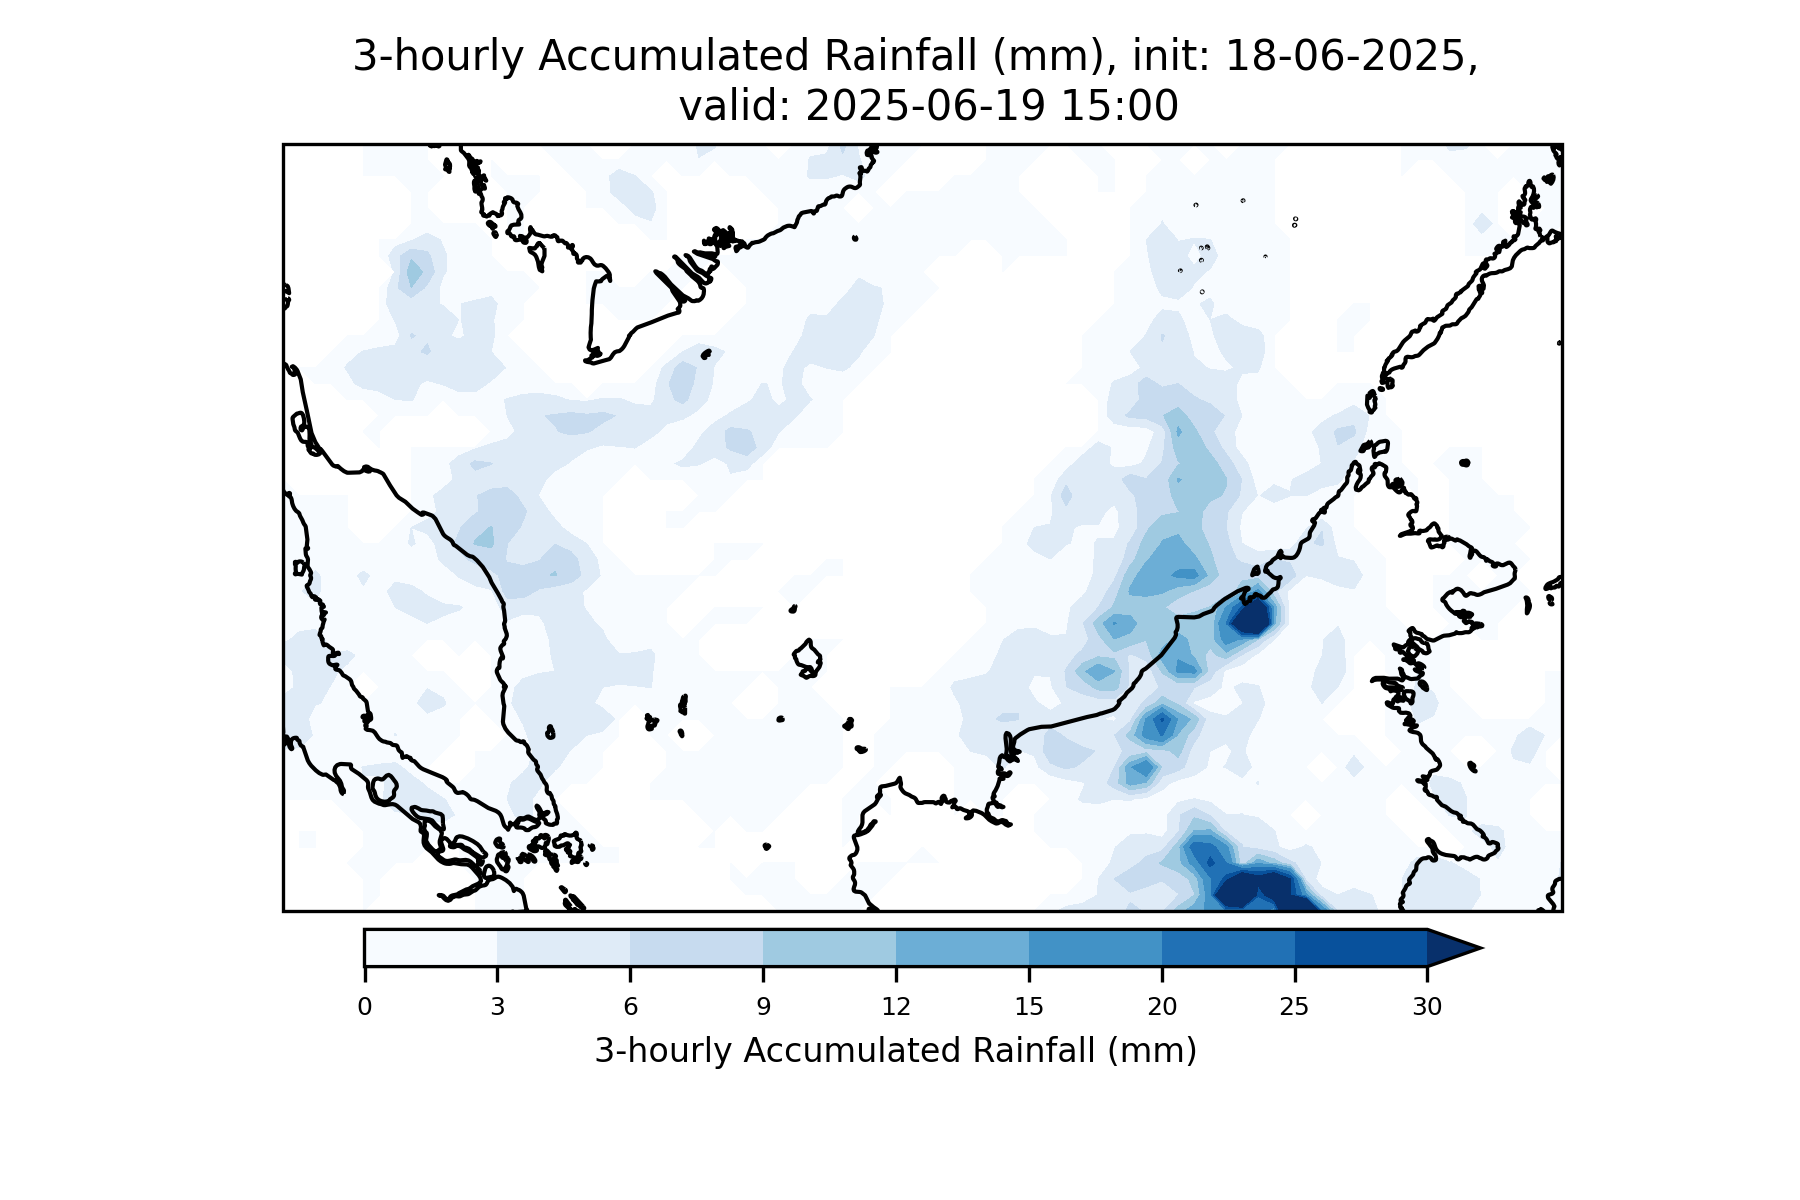 3-hourly Accumulated Rainfall (mm), init: 18-06-2025,
valid: 2025-06-19 15:00
0 3 6 9 12 15 20 25 30
3-hourly Accumulated Rainfall (mm)